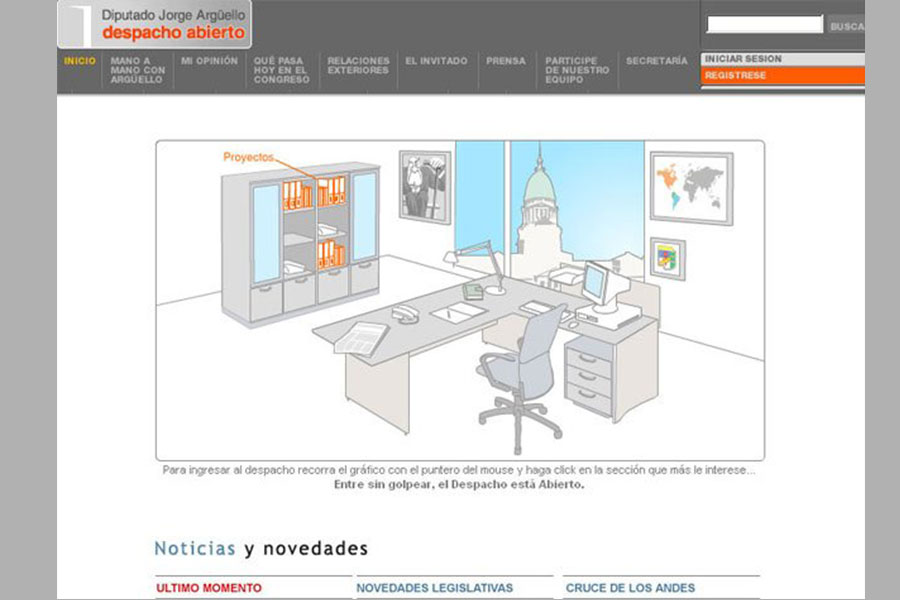 Diputado Jorge Argüello
despacho abierto
BUSCA
INICIO
MANO A
MANO CON
ARGÜELLO
MI OPINIÓN
QUÉ PASA
HOY EN EL
CONGRESO
RELACIONES
EXTERIORES
EL INVITADO
PRENSA
PARTICIPE
DE NUESTRO
EQUIPO
SECRETARÍA
INICIAR SESION
REGISTRESE
Proyectos
Para ingresar al despacho recorra el gráfico con el puntero del mouse y haga click en la sección que más le interese...
Entre sin golpear, el Despacho está Abierto.
Noticias y novedades
ULTIMO MOMENTO
NOVEDADES LEGISLATIVAS
CRUCE DE LOS ANDES